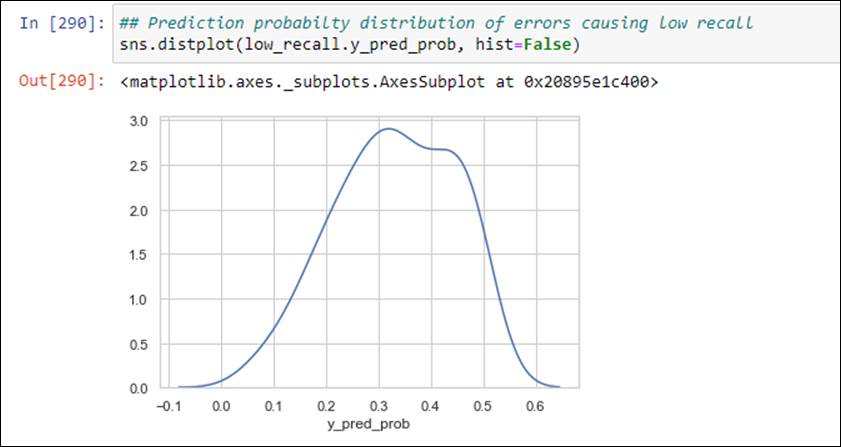 In [290]: ## Prediction probabilty distribution of errors causing low recall
sns.distplot(low_recall.y_pred_prob, hist=False)
Out[290]: <matplotlib.axes._subplots.AxesSubplot at 0x20895e1c400>
3.0
2.5
2.0
1.5
1.0
0.5
0.0
−0.1 0.0 0.1 0.2 0.3 0.4 0.5 0.6
y_pred_prob